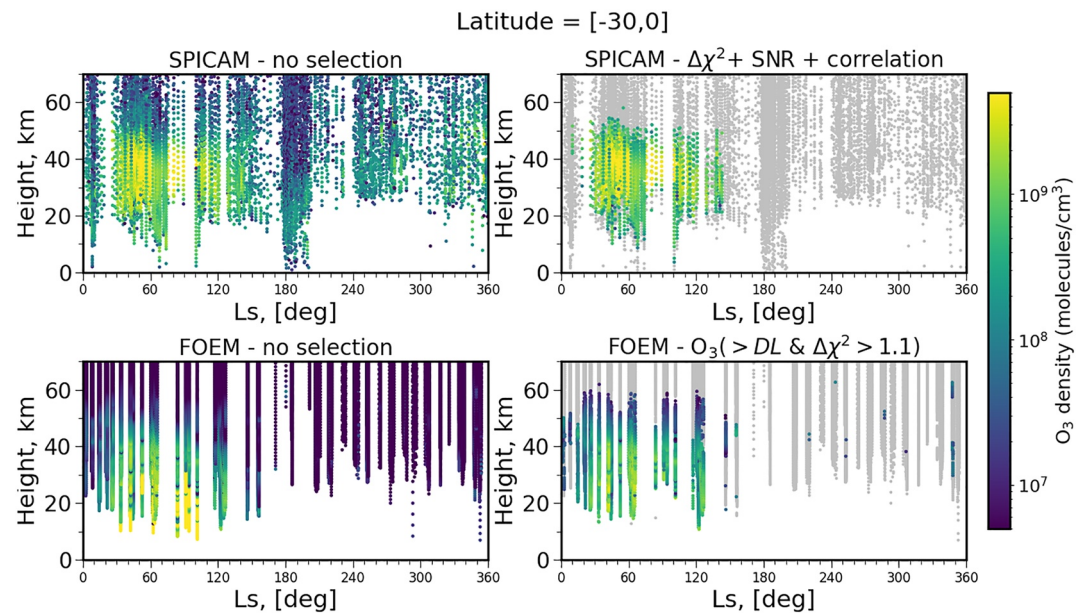 Latitude = [-30,0]
SPICAM - no selection
SPICAM - Δχ²+ SNR + correlation
Height, km
60
40
20
0
0 60 120 180 240 300 360
Ls, [deg]
Height, km
60
40
20
0
0 60 120 180 240 300 360
Ls, [deg]
FOEM - no selection
FOEM - O₃(>DL & Δχ²>1.1)
Height, km
60
40
20
0
0 60 120 180 240 300 360
Ls, [deg]
Height, km
60
40
20
0
0 60 120 180 240 300 360
Ls, [deg]
10⁹
10⁸
10⁷
O₃ density (molecules/cm³)